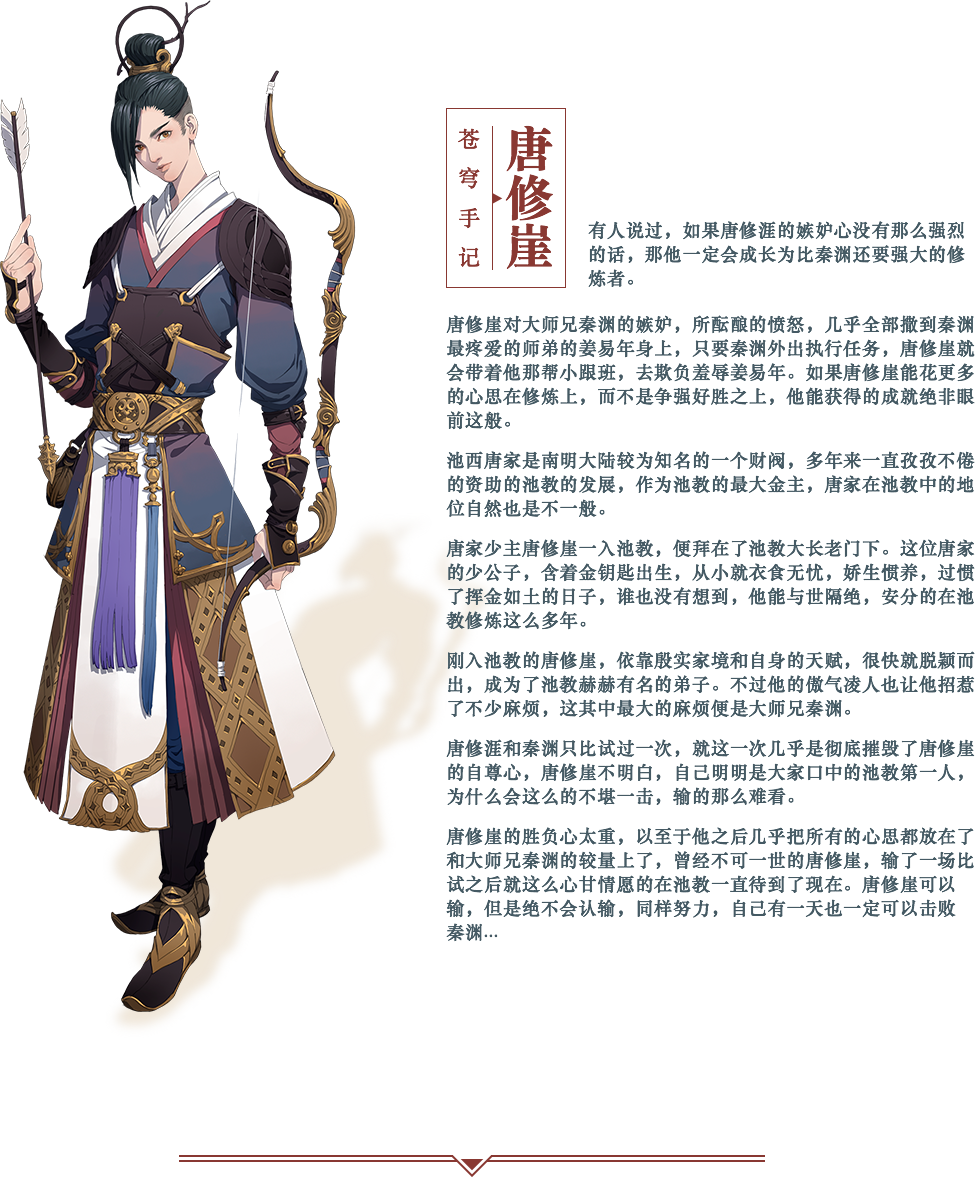 唐修崖
苍穹手记
有人说过，如果唐修涯的嫉妒心没有那么强烈
的话，那他一定会成长为比秦渊还要强大的修
炼者。
唐修崖对大师兄秦渊的嫉妒，所酝酿的愤怒，几乎全部撒到秦渊
最疼爱的师弟的姜易年身上，只要秦渊外出执行任务，唐修崖就
会带着他那帮小跟班，去欺负羞辱姜易年。如果唐修崖能花更多
的心思在修炼上，而不是争强好胜之上，他能获得的成就绝非眼
前这般。
池西唐家是南明大陆较为知名的一个财阀，多年来一直孜孜不倦
的资助的池教的发展，作为池教的最大金主，唐家在池教中的地
位自然也是不一般。
唐家少主唐修崖一入池教，便拜在了池教大长老门下。这位唐家
的少公子，含着金钥匙出生，从小就衣食无忧，娇生惯养，过惯
了挥金如土的日子，谁也没有想到，他能与世隔绝，安分的在池
教修炼这么多年。
刚入池教的唐修崖，依靠殷实家境和自身的天赋，很快就脱颖而
出，成为了池教赫赫有名的弟子。不过他的傲气凌人也让他招惹
了不少麻烦，这其中最大的麻烦便是大师兄秦渊。
唐修涯和秦渊只比试过一次，就这一次几乎是彻底摧毁了唐修崖
的自尊心，唐修崖不明白，自己明明是大家口中的池教第一人，
为什么会这么的不堪一击，输的那么难看。
唐修崖的胜负心太重，以至于他之后几乎把所有的心思都放在了
和大师兄秦渊的较量上了，曾经不可一世的唐修崖，输了一场比
试之后就这么心甘情愿的在池教一直待到了现在。唐修崖可以
输，但是绝不会认输，同样努力，自己有一天也一定可以击败
秦渊...